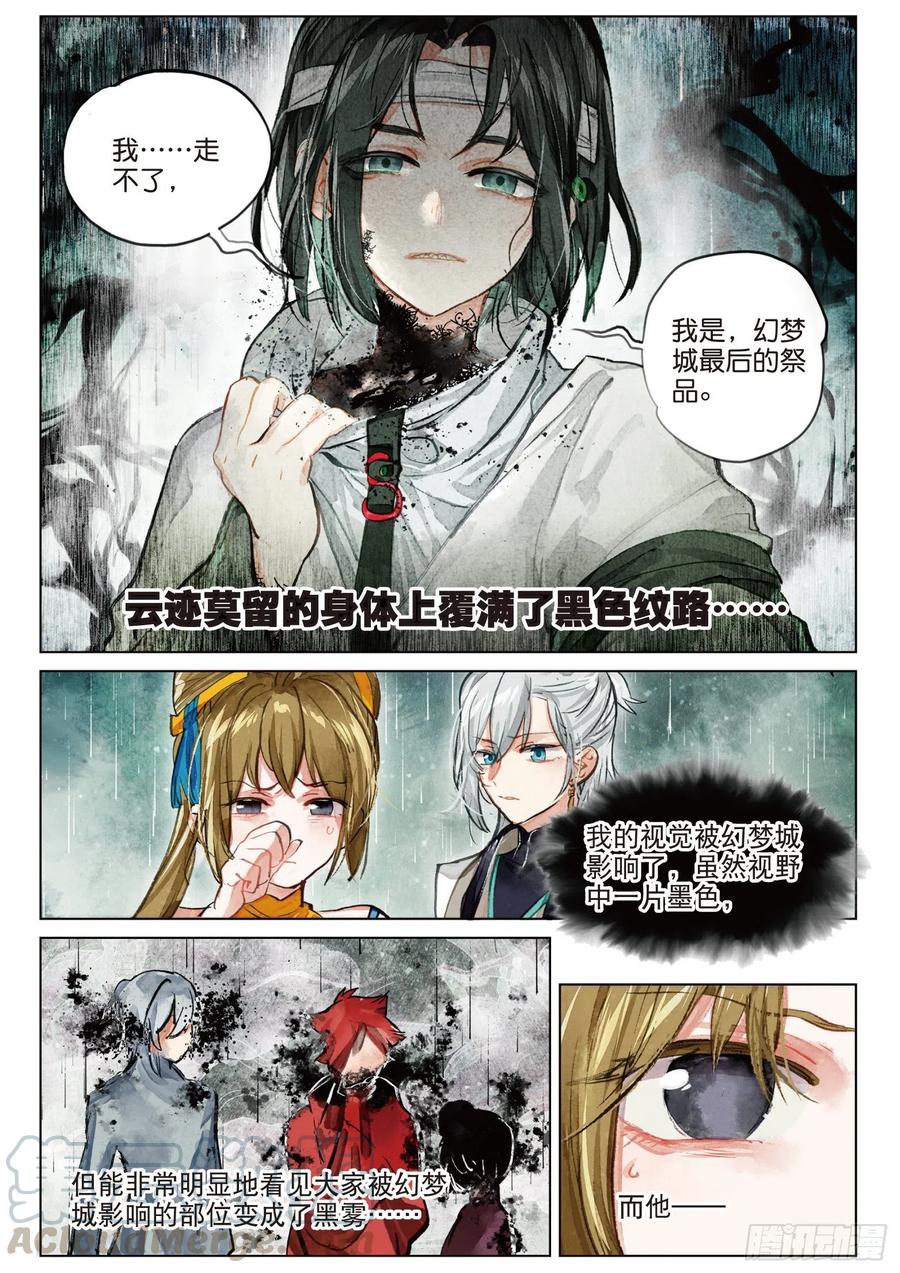 我……走
不了，
我是，幻梦
城最后的祭
品。
云迹莫留的身体上覆满了黑色纹路……
我的视觉被幻梦城
影响了，虽然视野
中一片墨色，
但能非常明显地看见大家被幻梦
城影响的部位变成了黑雾……
而他——
腾讯动漫